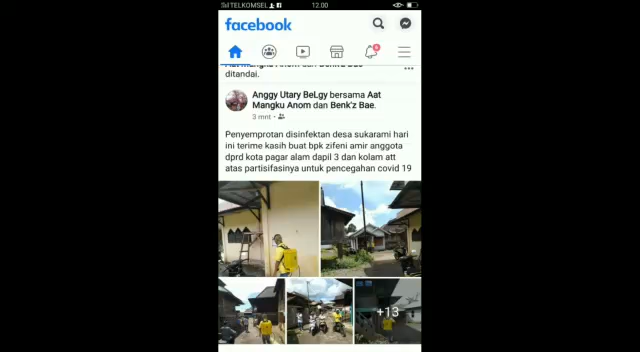 TELKOMSEL
12.00
facebook
ditandai.
Anggy Utary BeLgy bersama Aat
Mangku Anom dan Benk'z Bae.
3 mnt
Penyemprotan disinfektan desa sukarami hari
ini terime kasih buat bpk zifeni amir anggota
dprd kota pagar alam dapil 3 dan kolam att
atas partisifasinya untuk pencegahan covid 19
+13